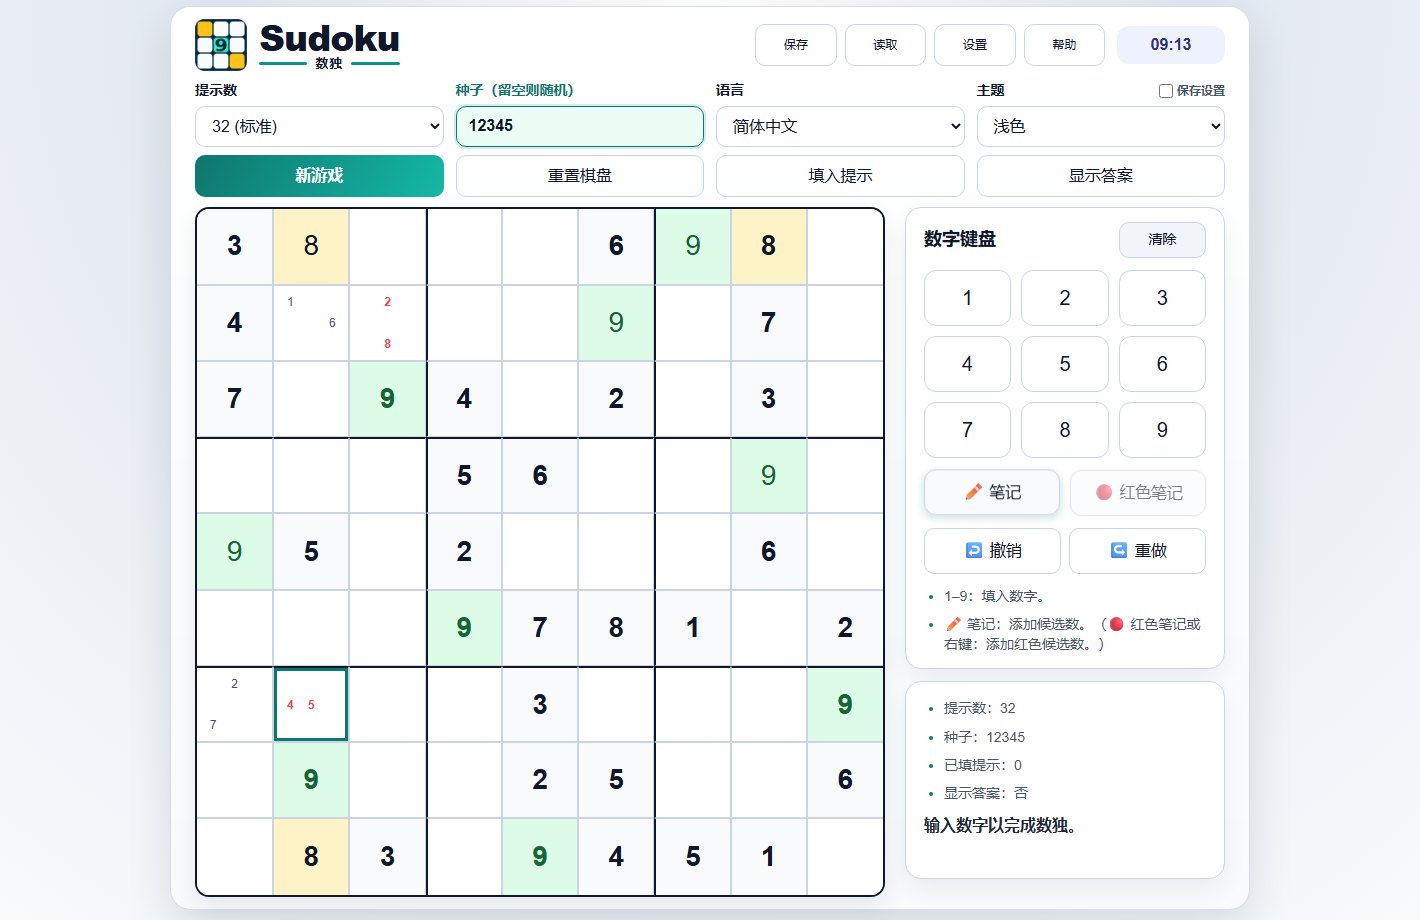 9
Sudoku
数独
保存
读取
设置
帮助
09:13
提示数
种子（留空则随机）
语言
主题
保存设置
32 (标准)
12345
简体中文
浅色
新游戏
重置棋盘
填入提示
显示答案
3 8 6 9 8
4 1 6 2 8 9 7
7 9 4 2 3
5 6 9
9 5 2 6
9 7 8 1 2
2 7 4 5 3 9
9 2 5 6
8 3 9 4 5 1
数字键盘
清除
1 2 3
4 5 6
7 8 9
笔记
红色笔记
撤销
重做
1–9：填入数字。
笔记：添加候选数。（ 红色笔记或
右键：添加红色候选数。）
提示数：32
种子：12345
已填提示：0
显示答案：否
输入数字以完成数独。